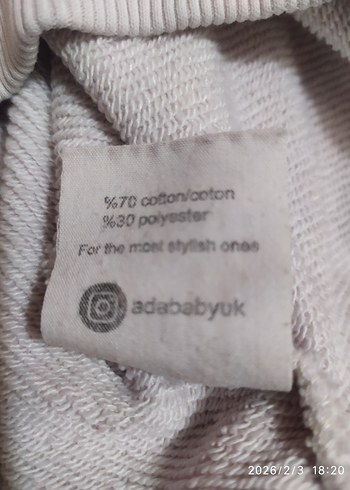 %70 cotton/coton
%30 polyester
For the most stylish ones
adababyuk
2026/2/3 18:20